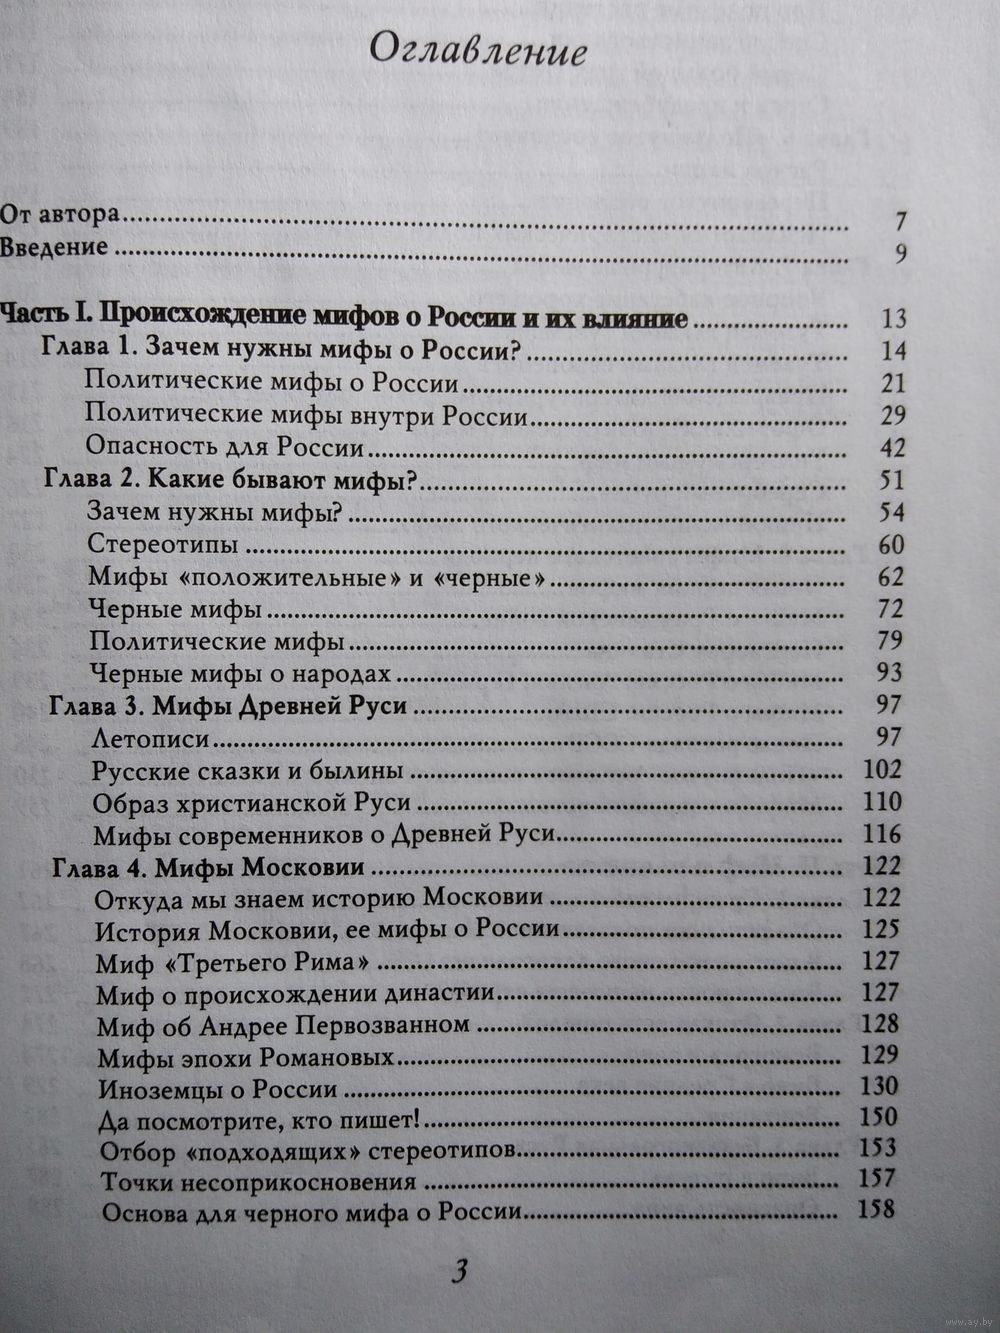 Оглавление
От автора........ 7
Введение ........ 9
Часть I. Происхождение мифов о России и их влияние ........ 13
Глава 1. Зачем нужны мифы о России? ........ 14
Политические мифы о России ........ 21
Политические мифы внутри России ........ 29
Опасность для России ........ 42
Глава 2. Какие бывают мифы? ........ 51
Зачем нужны мифы? ........ 54
Стереотипы ........ 60
Мифы «положительные» и «черные» ........ 62
Черные мифы ........ 72
Политические мифы ........ 79
Черные мифы о народах ........ 93
Глава 3. Мифы Древней Руси ........ 97
Летописи ........ 97
Русские сказки и былины ........ 102
Образ христианской Руси ........ 110
Мифы современников о Древней Руси ........ 116
Глава 4. Мифы Московии ........ 122
Откуда мы знаем историю Московии ........ 122
История Московии, ее мифы о России ........ 125
Миф «Третьего Рима» ........ 127
Миф о происхождении династии ........ 127
Миф об Андрее Первозванном ........ 128
Мифы эпохи Романовых ........ 129
Иноземцы о России ........ 130
Да посмотрите, кто пишет! ........ 150
Отбор «подходящих» стереотипов ........ 153
Точки несоприкосновения ........ 157
Основа для черного мифа о России ........ 158
3
www.ay.by